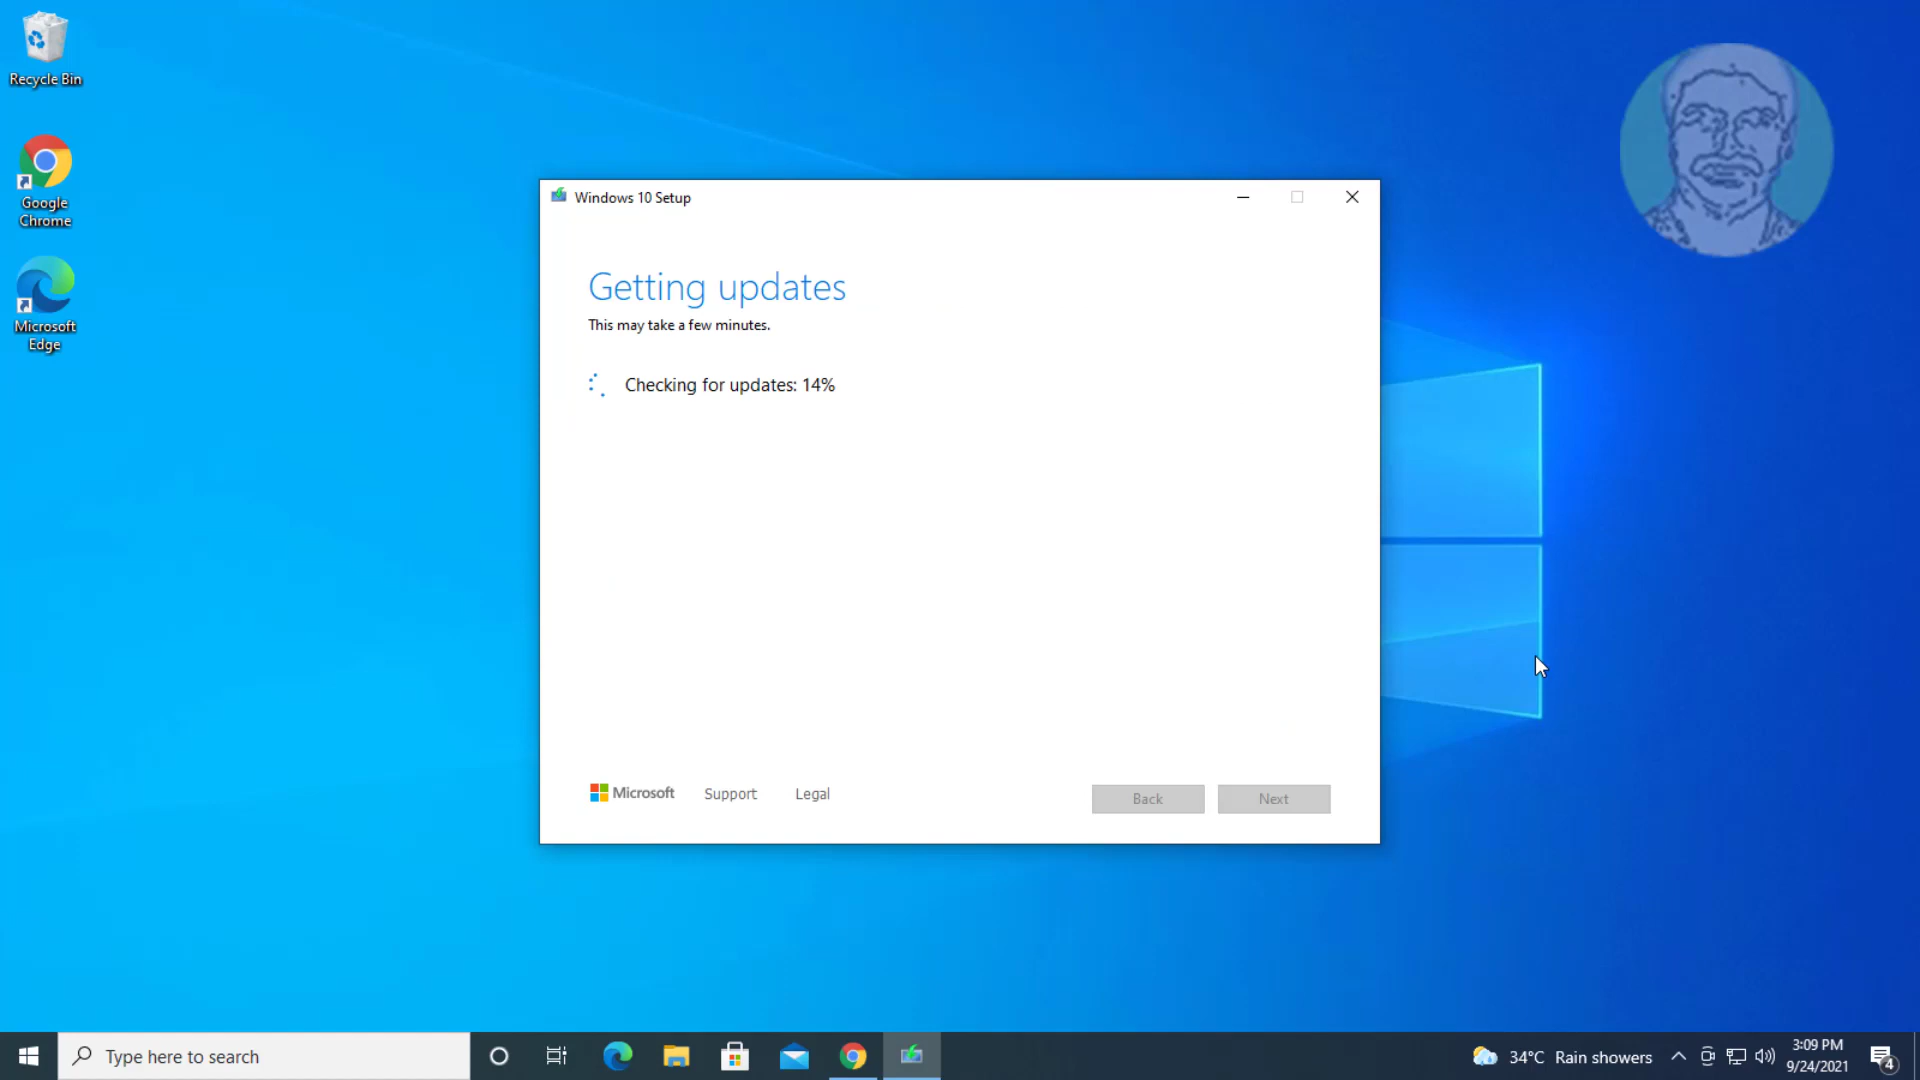 Recycle Bin
Google
Chrome
Microsoft
Edge
Windows 10 Setup
Getting updates
This may take a few minutes.
Checking for updates: 14%
Microsoft
Support
Legal
Back
Next
Type here to search
34°C Rain showers
3:09 PM
9/24/2021
4